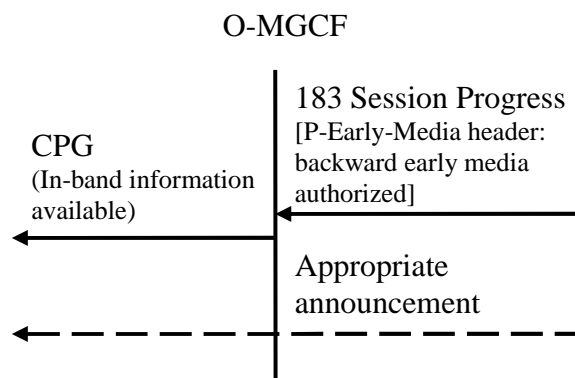 O-MGCF
183 Session Progress
[P-Early-Media header:
backward early media
authorized]
CPG
(In-band information
available)
Appropriate
announcement